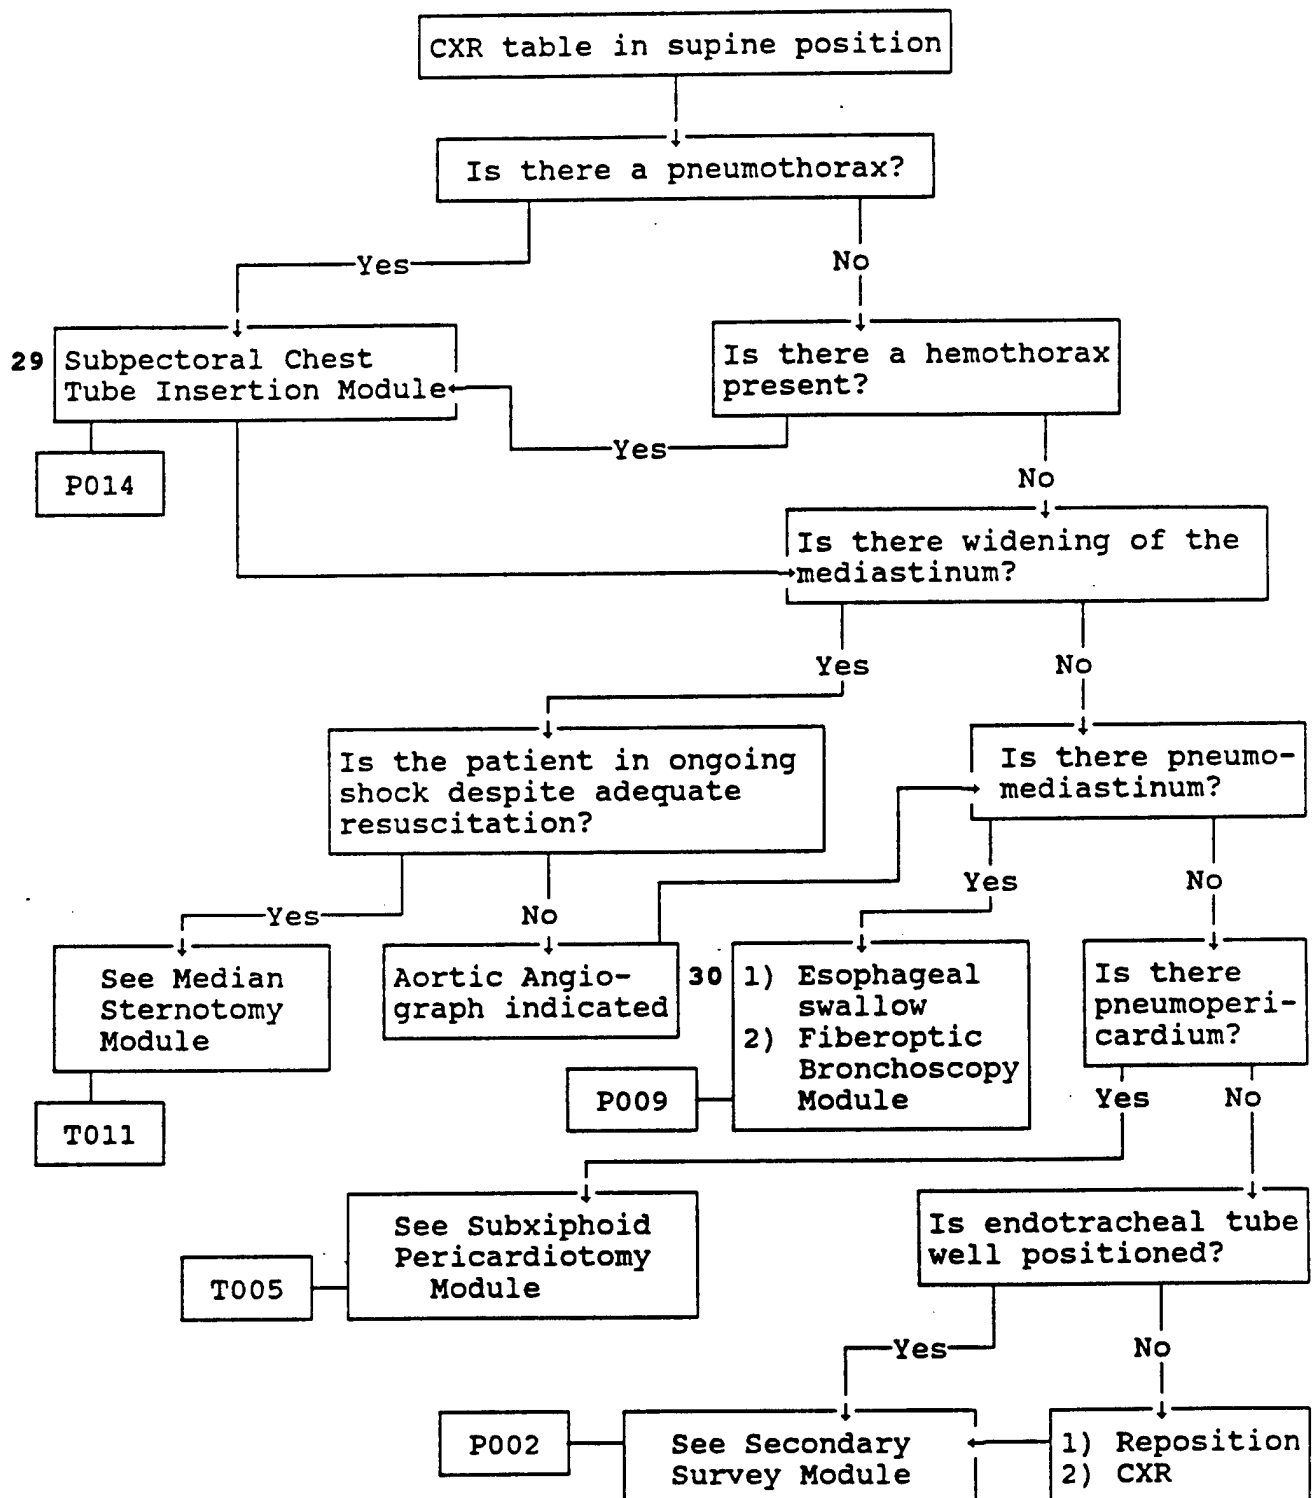 CXR table in supine position
Is there a pneumothorax?
Yes
No
29
Subpectoral Chest
Tube Insertion Module
Is there a hemothorax
present?
Yes
No
P014
Is there widening of the
mediastinum?
Yes
No
Is the patient in ongoing
shock despite adequate
resuscitation?
Is there pneumo-
mediastinum?
Yes
No
Yes
No
See Median
Sternotomy
Module
Aortic Angio-
graph indicated
30
1) Esophageal
swallow
2) Fiberoptic
Bronchoscopy
Module
Is there
pneumoperi-
cardium?
P009
T011
Yes
No
See Subxiphoid
Pericardiotomy
Module
T005
Is endotracheal tube
well positioned?
Yes
No
P002
See Secondary
Survey Module
1) Reposition
2) CXR